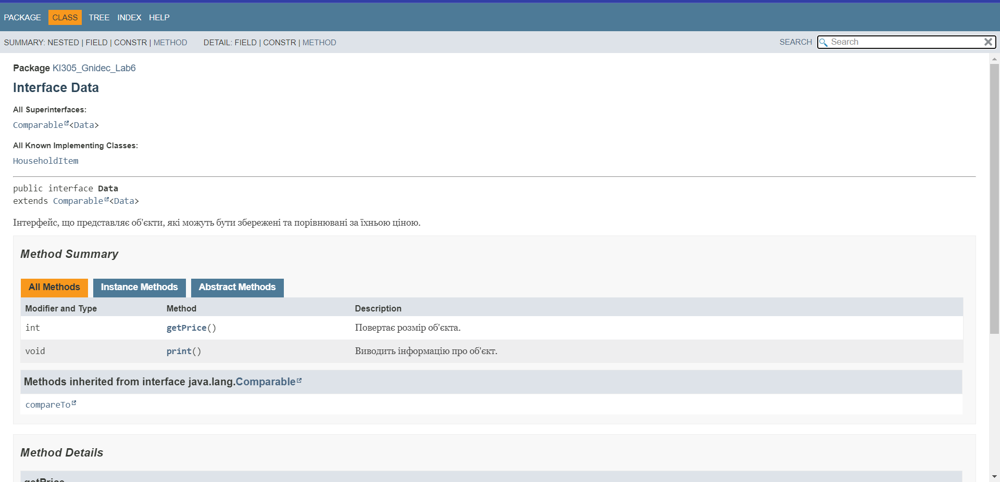 PACKAGE CLASS TREE INDEX HELP
SUMMARY: NESTED | FIELD | CONSTR | METHOD DETAIL: FIELD | CONSTR | METHOD SEARCH Search
Package KI305_Gnidec_Lab6
Interface Data
All Superinterfaces:
Comparable<Data>
All Known Implementing Classes:
HouseholdItem
public interface Data
extends Comparable<Data>
Інтерфейс, що представляє об'єкти, які можуть бути збережені та порівнювані за їхньою ціною.
Method Summary
All Methods Instance Methods Abstract Methods
Modifier and Type Method Description
int getPrice() Повертає розмір об'єкта.
void print() Виводить інформацію про об'єкт.
Methods inherited from interface java.lang.Comparable
compareTo
Method Details
getPrice